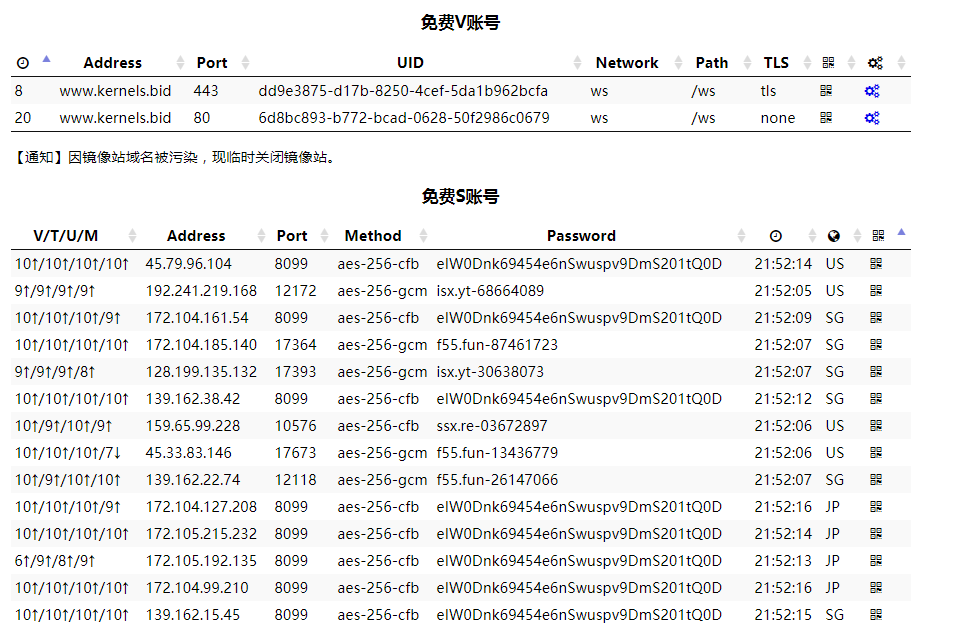 免费V账号
Address Port UID Network Path TLS
8 www.kernels.bid 443 dd9e3875-d17b-8250-4cef-5da1b962bcfa ws /ws tls
20 www.kernels.bid 80 6d8bc893-b772-bcad-0628-50f2986c0679 ws /ws none
【通知】因镜像站域名被污染，现临时关闭镜像站。
免费S账号
V/T/U/M Address Port Method Password
10↑/10↑/10↑/10↑ 45.79.96.104 8099 aes-256-cfb eIW0Dnk69454e6nSwuspv9DmS201tQ0D 21:52:14 US
9↑/9↑/9↑/9↑ 192.241.219.168 12172 aes-256-gcm isx.yt-68664089 21:52:05 US
10↑/10↑/10↑/9↑ 172.104.161.54 8099 aes-256-cfb eIW0Dnk69454e6nSwuspv9DmS201tQ0D 21:52:09 SG
10↑/10↑/10↑/10↑ 172.104.185.140 17364 aes-256-gcm f55.fun-87461723 21:52:07 SG
9↑/9↑/9↑/8↑ 128.199.135.132 17393 aes-256-gcm isx.yt-30638073 21:52:07 SG
10↑/10↑/10↑/10↑ 139.162.38.42 8099 aes-256-cfb eIW0Dnk69454e6nSwuspv9DmS201tQ0D 21:52:12 SG
10↑/9↑/10↑/9↑ 159.65.99.228 10576 aes-256-cfb ssx.re-03672897 21:52:06 US
10↑/10↑/10↑/7↓ 45.33.83.146 17673 aes-256-gcm f55.fun-13436779 21:52:06 US
10↑/9↑/10↑/10↑ 139.162.22.74 12118 aes-256-gcm f55.fun-26147066 21:52:07 SG
10↑/10↑/10↑/9↑ 172.104.127.208 8099 aes-256-cfb eIW0Dnk69454e6nSwuspv9DmS201tQ0D 21:52:16 JP
10↑/10↑/10↑/10↑ 172.105.215.232 8099 aes-256-cfb eIW0Dnk69454e6nSwuspv9DmS201tQ0D 21:52:14 JP
6↑/9↑/8↑/9↑ 172.105.192.135 8099 aes-256-cfb eIW0Dnk69454e6nSwuspv9DmS201tQ0D 21:52:13 JP
10↑/10↑/10↑/10↑ 172.104.99.210 8099 aes-256-cfb eIW0Dnk69454e6nSwuspv9DmS201tQ0D 21:52:16 JP
10↑/10↑/10↑/10↑ 139.162.15.45 8099 aes-256-cfb eIW0Dnk69454e6nSwuspv9DmS201tQ0D 21:52:15 SG